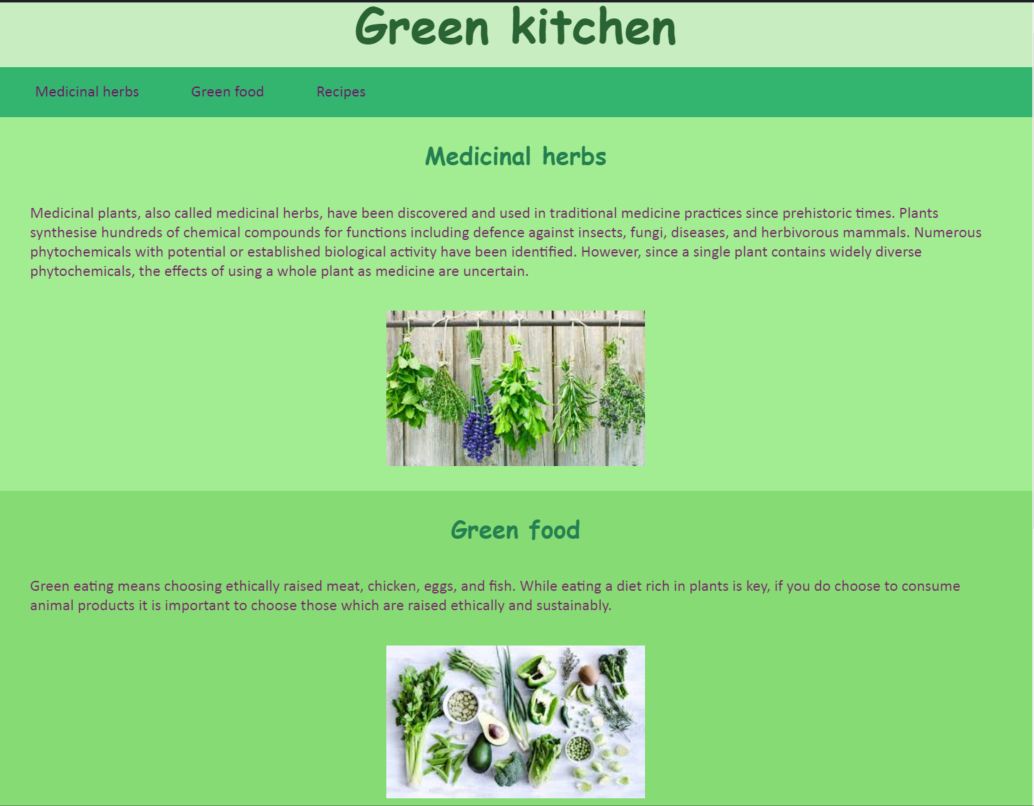 Green kitchen
Medicinal herbs Green food Recipes
Medicinal herbs
Medicinal plants, also called medicinal herbs, have been discovered and used in traditional medicine practices since prehistoric times. Plants
synthesise hundreds of chemical compounds for functions including defence against insects, fungi, diseases, and herbivorous mammals. Numerous
phytochemicals with potential or established biological activity have been identified. However, since a single plant contains widely diverse
phytochemicals, the effects of using a whole plant as medicine are uncertain.
Green food
Green eating means choosing ethically raised meat, chicken, eggs, and fish. While eating a diet rich in plants is key, if you do choose to consume
animal products it is important to choose those which are raised ethically and sustainably.